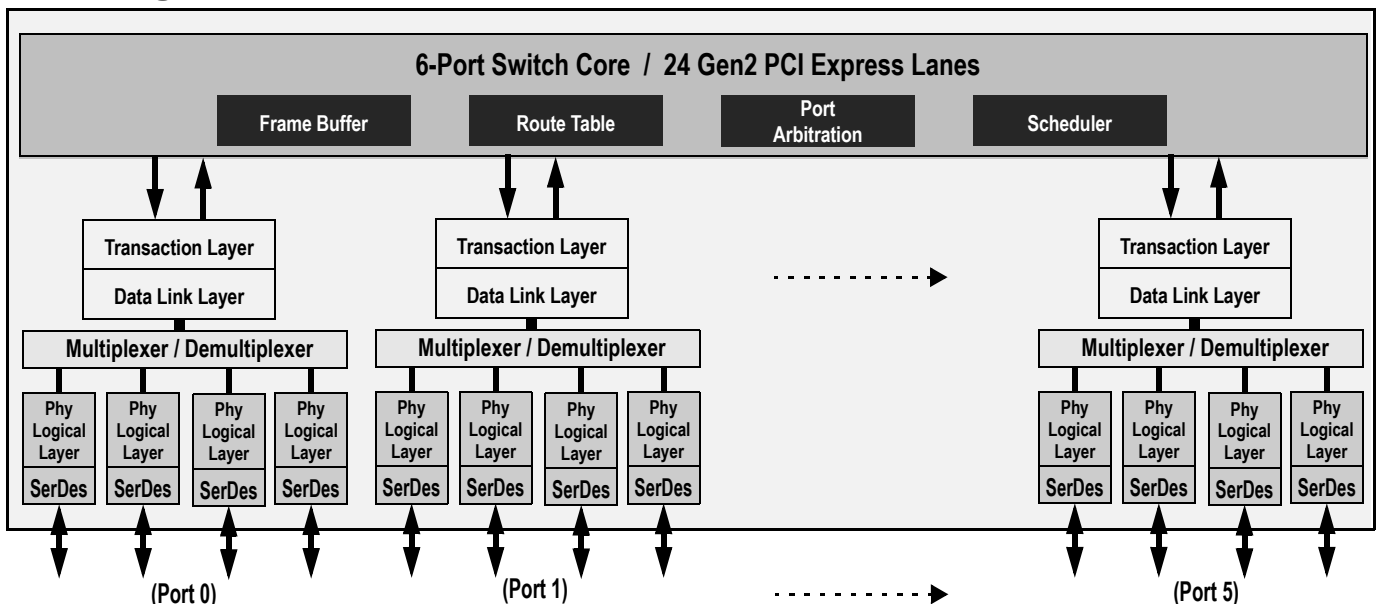 6-Port Switch Core / 24 Gen2 PCI Express Lanes
Frame Buffer
Route Table
Port
Arbitration
Scheduler
Transaction Layer
Data Link Layer
Multiplexer / Demultiplexer
Phy
Logical
Layer
SerDes
Phy
Logical
Layer
SerDes
Phy
Logical
Layer
SerDes
Phy
Logical
Layer
SerDes
(Port 0)
Transaction Layer
Data Link Layer
Multiplexer / Demultiplexer
Phy
Logical
Layer
SerDes
Phy
Logical
Layer
SerDes
Phy
Logical
Layer
SerDes
Phy
Logical
Layer
SerDes
(Port 1)
Transaction Layer
Data Link Layer
Multiplexer / Demultiplexer
Phy
Logical
Layer
SerDes
Phy
Logical
Layer
SerDes
Phy
Logical
Layer
SerDes
Phy
Logical
Layer
SerDes
(Port 5)